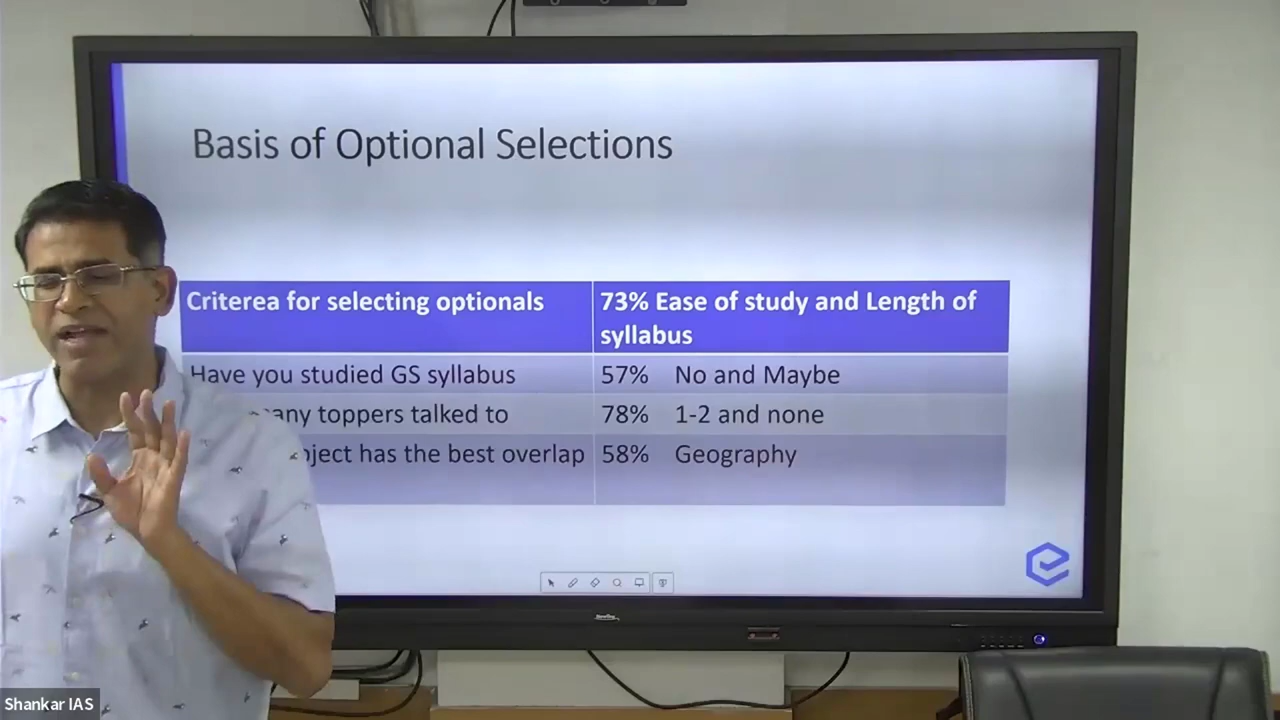 Basis of Optional Selections
Criterea for selecting optionals
73% Ease of study and Length of
syllabus
Have you studied GS syllabus
57% No and Maybe
many toppers talked to
78% 1-2 and none
has the best overlap
58% Geography
Shankar IAS